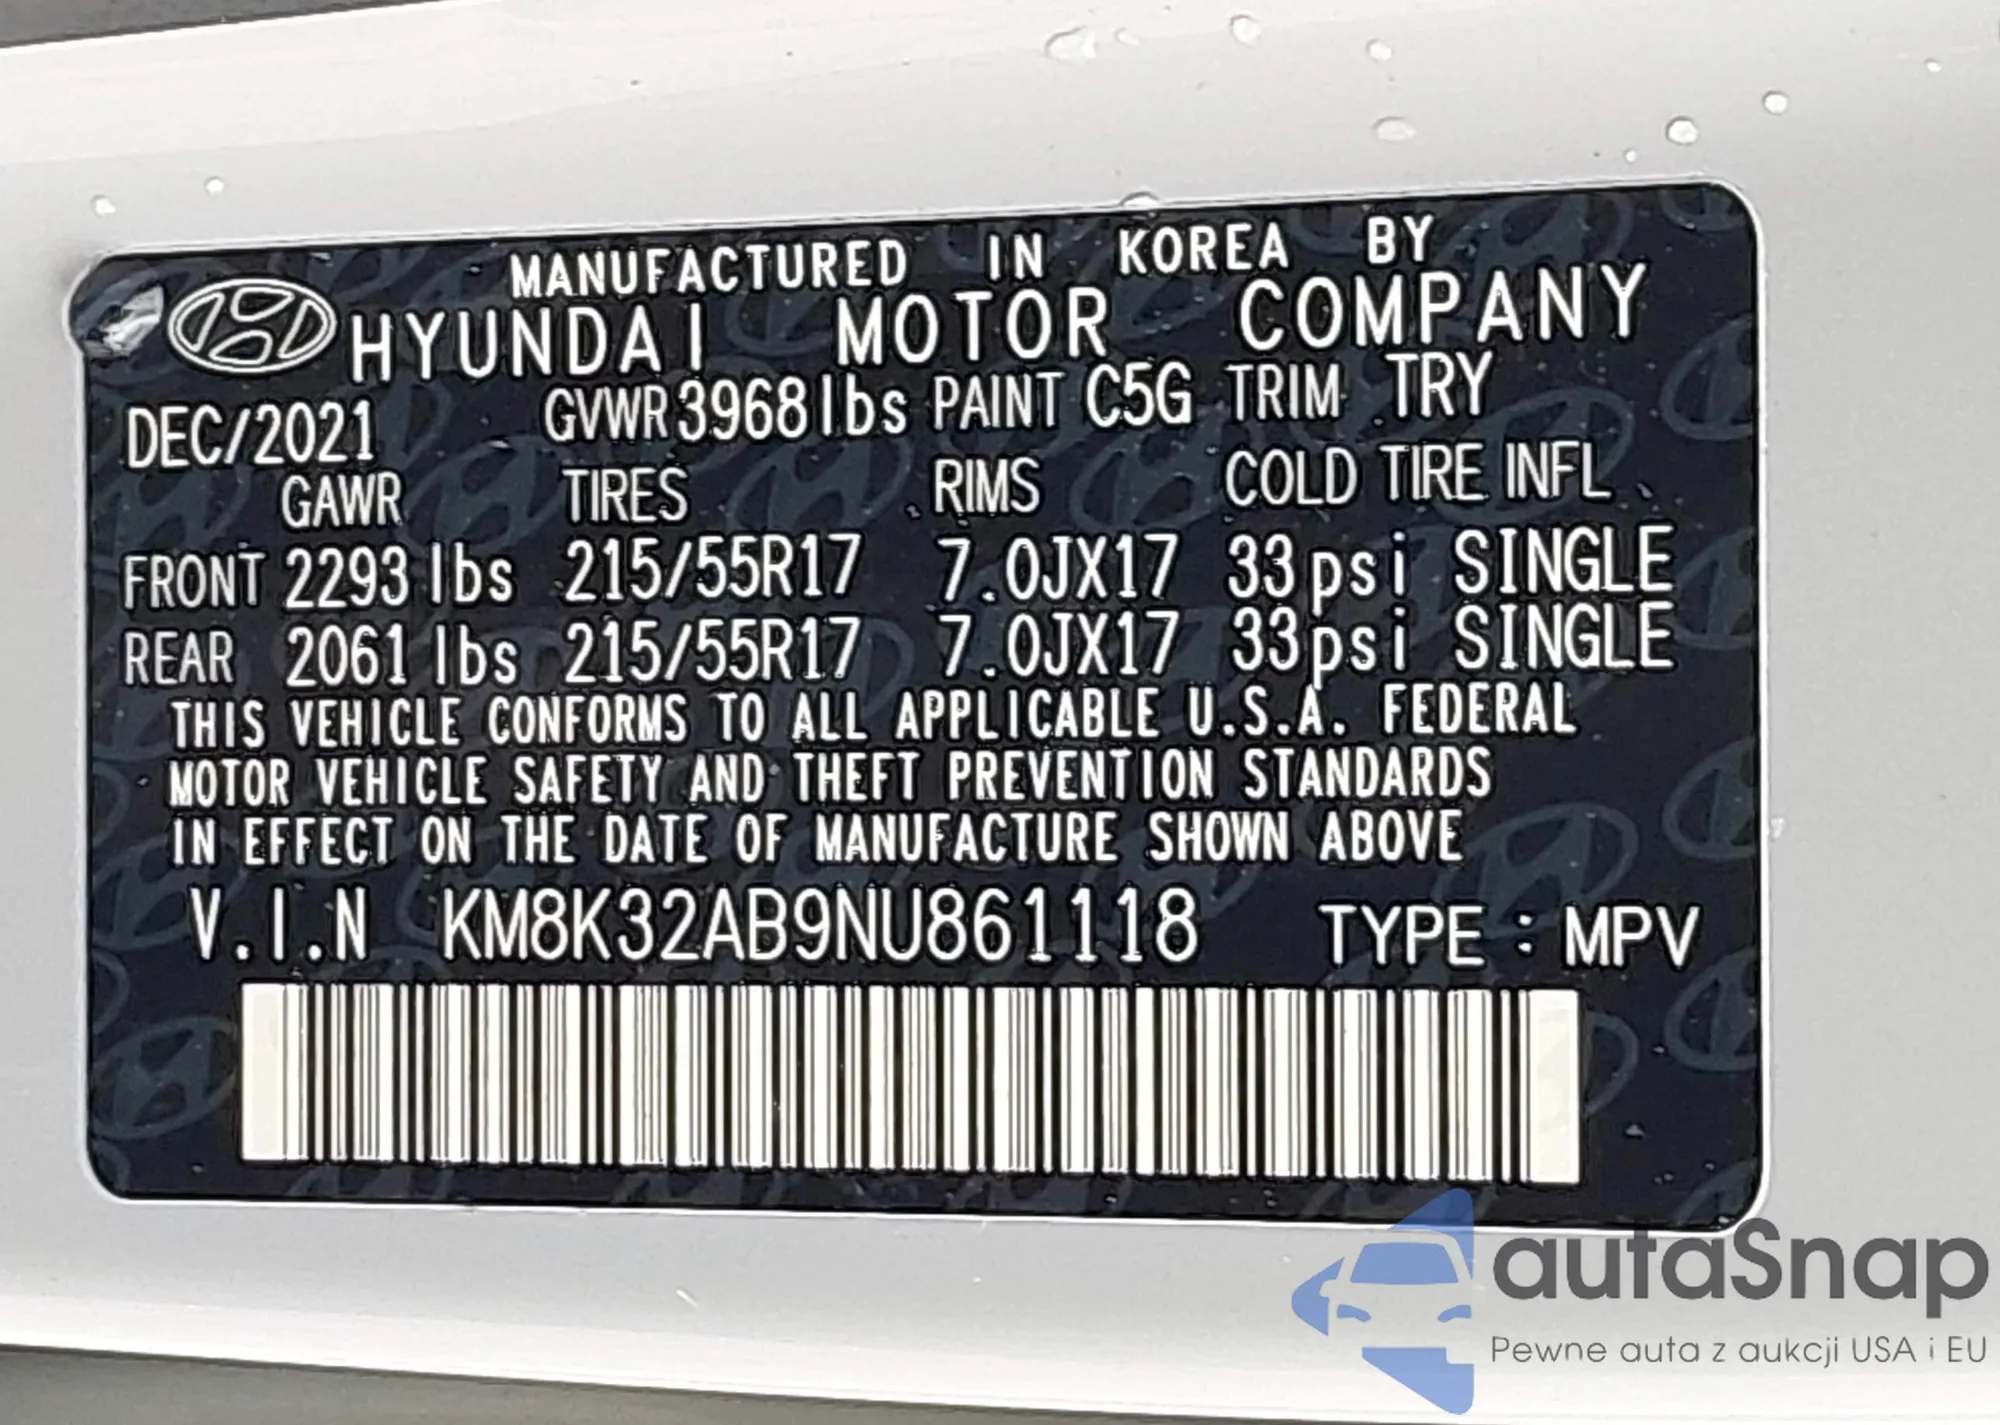 MANUFACTURED IN KOREA BY
HYUNDAI MOTOR COMPANY
DEC/2021 GVWR 3968 lbs PAINT C5G TRIM TRY
GAWR TIRES RIMS COLD TIRE INFL
FRONT 2293 lbs 215/55R17 7.0JX17 33psi SINGLE
REAR 2061 lbs 215/55R17 7.0JX17 33psi SINGLE
THIS VEHICLE CONFORMS TO ALL APPLICABLE U.S.A. FEDERAL
MOTOR VEHICLE SAFETY AND THEFT PREVENTION STANDARDS
IN EFFECT ON THE DATE OF MANUFACTURE SHOWN ABOVE
V.I.N KM8K32AB9NU861118 TYPE : MPV
autaSnap
Pewne auta z aukcji USA i EU